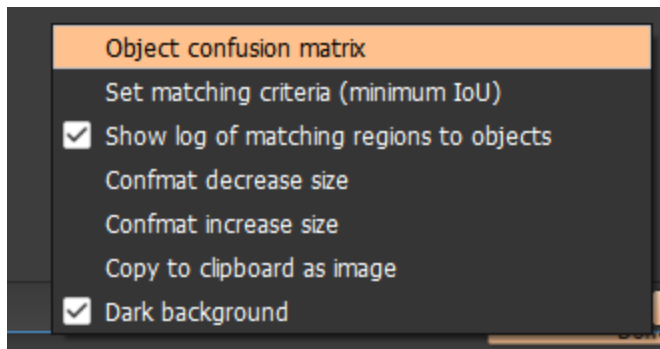 Object confusion matrix
Set matching criteria (minimum IoU)
Show log of matching regions to objects
Confmat decrease size
Confmat increase size
Copy to clipboard as image
Dark background